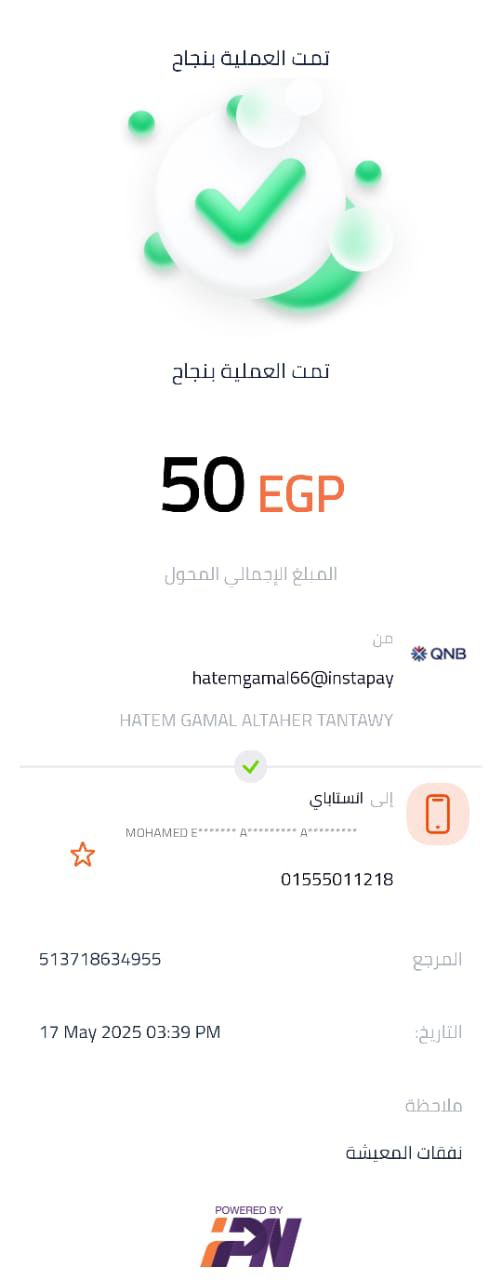 تمت العملية بنجاح
تمت العملية بنجاح
50 EGP
المبلغ الإجمالي المحول
من
QNB
hatemgamal66@instapay
HATEM GAMAL ALTAHER TANTAWY
إلى انستاباي
MOHAMED E******* A********* A*********
01555011218
المرجع 513718634955
التاريخ: 17 May 2025 03:39 PM
ملاحظة
نفقات المعيشة
POWERED BY
IPN